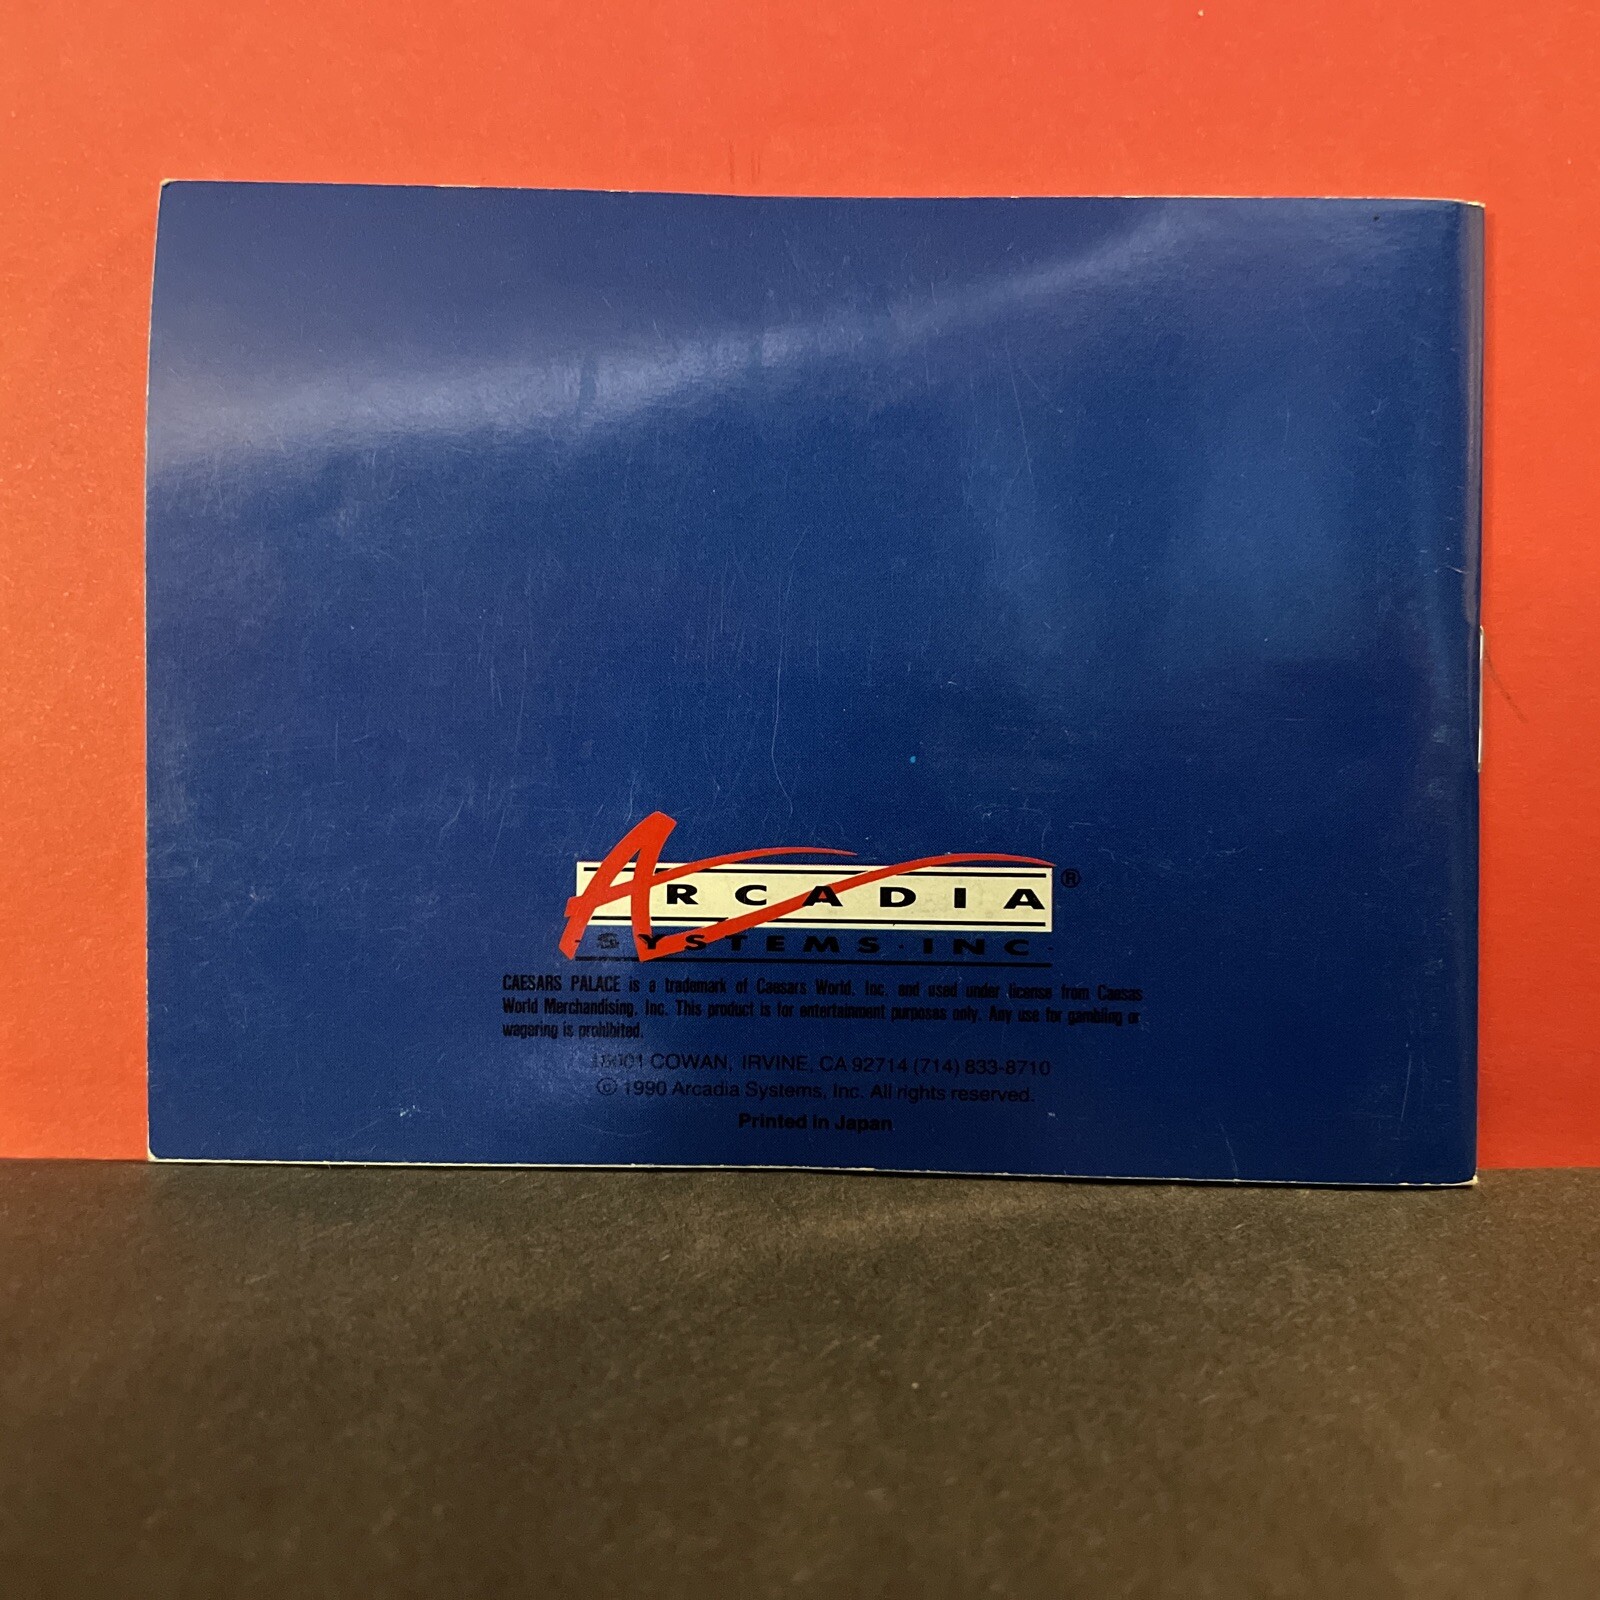 ARCADIA®
SYSTEMS·INC·
CAESARS PALACE is a trademark of Caesars World, Inc. and used under license from Caesas
World Merchandising, Inc. This product is for entertainment purposes only. Any use for gambling or
wagering is prohibited.
18001 COWAN, IRVINE, CA 92714 (714) 833-8710
© 1990 Arcadia Systems, Inc. All rights reserved.
Printed in Japan